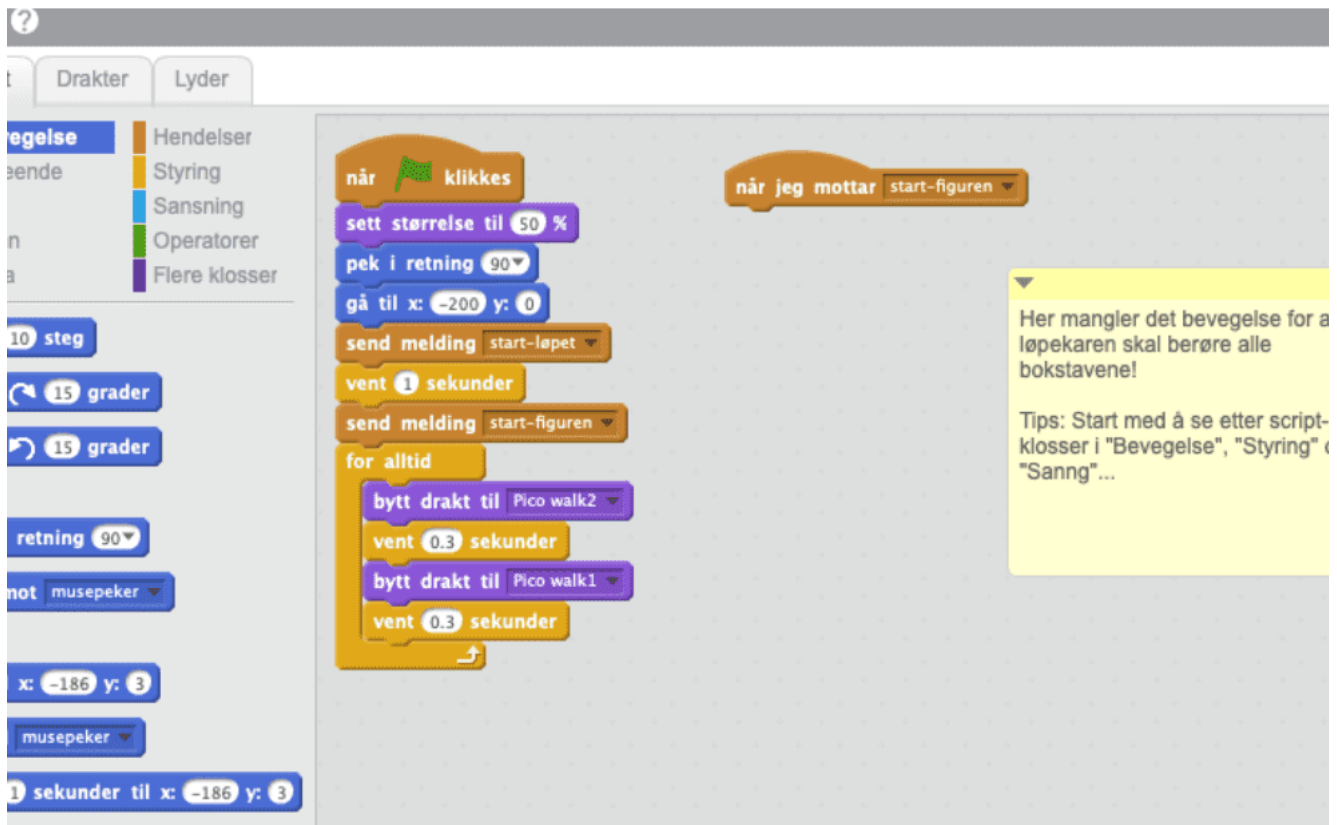 ?
Drakter
Lyder
Hendelser
Styring
Sansning
Operatorer
Flere klosser
10 steg
15 grader
15 grader
retning 90
musepeker
x: -186 y: 3
musepeker
sekunder til x: -186 y: 3
når klikkes
sett størrelse til 50 %
pek i retning 90
gå til x: -200 y: 0
send melding start-løpet
vent 1 sekunder
send melding start-figuren
for alltid
bytt drakt til Pico walk2
vent 0.3 sekunder
bytt drakt til Pico walk1
vent 0.3 sekunder
når jeg mottar start-figuren
Her mangler det bevegelse for a
løpekaren skal berøre alle
bokstavene!
Tips: Start med å se etter script-
klosser i "Bevegelse", "Styring"
"Sanng"...